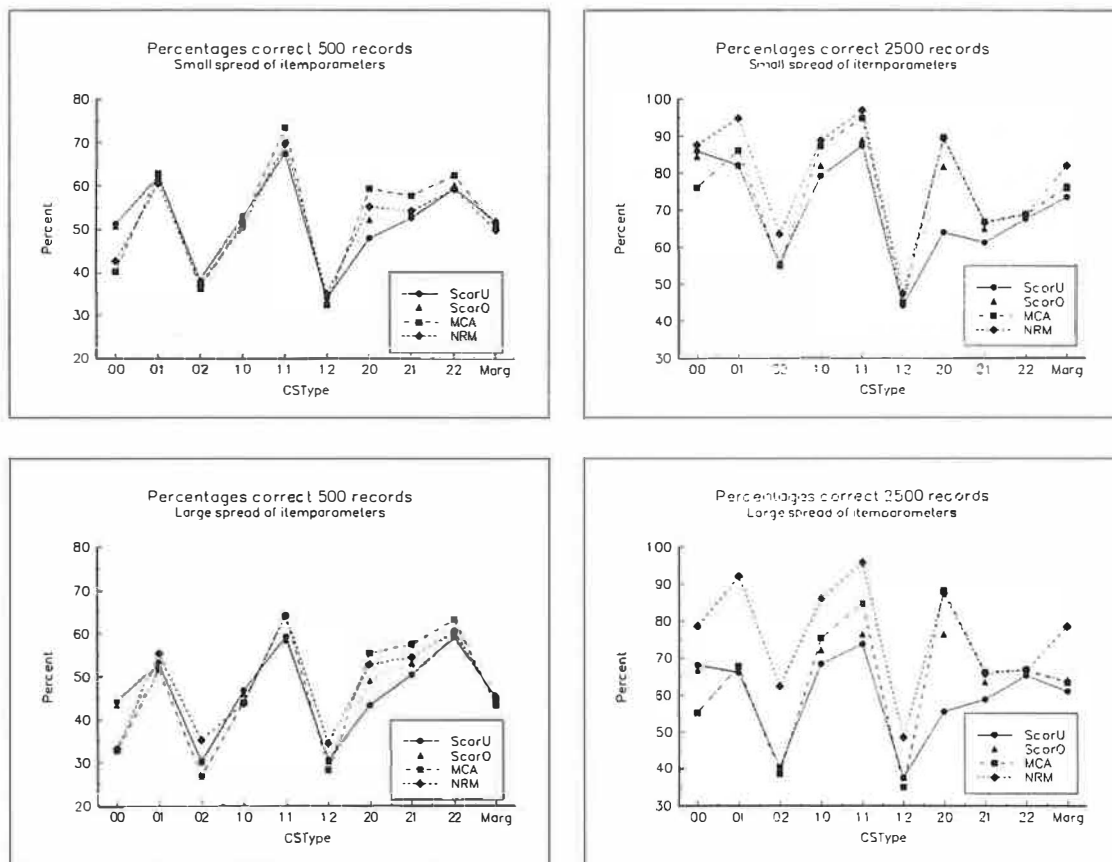 Percentages correct 500 records
Small spread of itemparameters
80
70
60
50
40
30
20
Percent
00 01 02 10 11 12 20 21 22 Marg
CSType
ScorU
ScorO
MCA
NRM
Percentages correct 2500 records
Small spread of itemparameters
100
90
80
70
60
50
40
30
Percent
00 01 02 10 11 12 20 21 22 Marg
CSType
ScorU
ScorO
MCA
NRM
Percentages correct 500 records
Large spread of itemparameters
80
70
60
50
40
30
20
Percent
00 01 02 10 11 12 20 21 22 Marg
CSType
ScorU
ScorO
MCA
NRM
Percentages correct 2500 records
Large spread of itemparameters
100
90
80
70
60
50
40
30
Percent
00 01 02 10 11 12 20 21 22 Marg
CSType
ScorU
ScorO
MCA
NRM